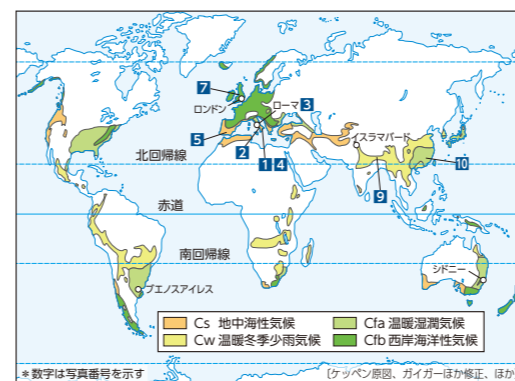 7
ロンドン
ローマ
3
イスラマバード
5
2
1 4
10
9
北回帰線
赤道
南回帰線
シドニー
ブエノスアイレス
Cs 地中海性気候
Cfa 温暖湿潤気候
Cw 温暖冬季少雨気候
Cfb 西岸海洋性気候
*数字は写真番号を示す
〔ケッペン原図、ガイガーほか修正、ほか